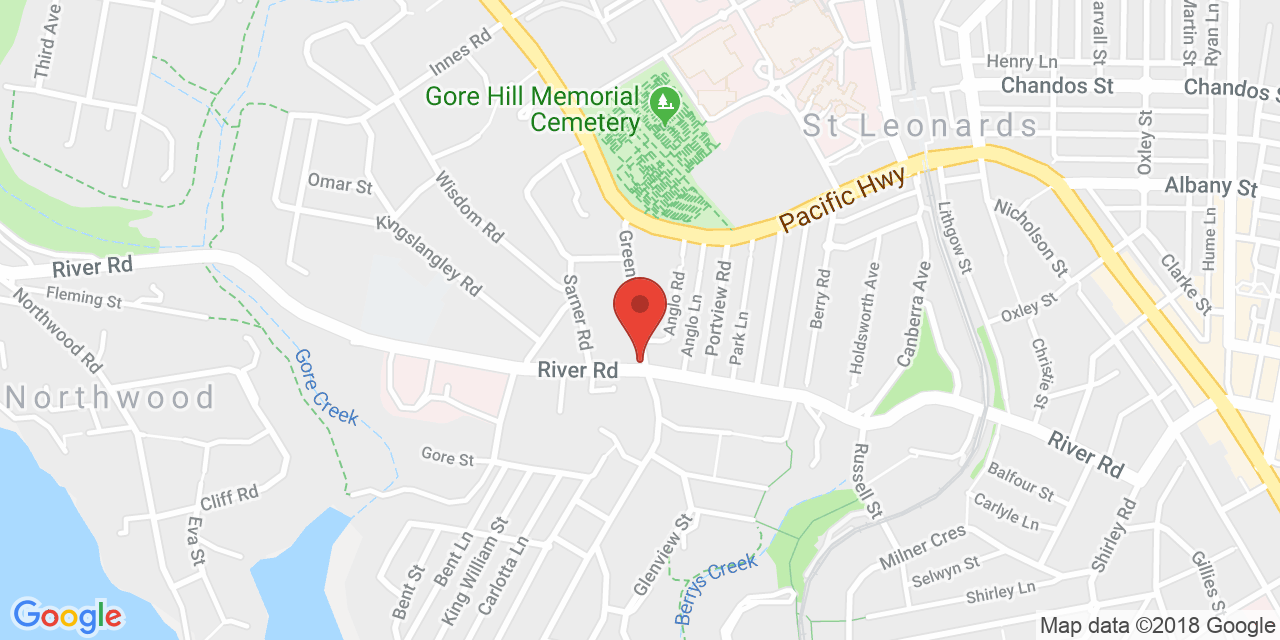 Third Ave
Innes Rd
Gore Hill Memorial
Cemetery
St Leonards
Henry Ln
Chandos St
Chandos S
arvall St
Martin St
Ryan Ln
Oxley St
Albany St
Hume Ln
Omar St
Wisdom Rd
Kingslangley Rd
Pacific Hwy
Green
Sarner Rd
Anglo Rd
Anglo Ln
Portview Rd
Park Ln
Berry Rd
Holdsworth Ave
Canberra Ave
Lithgow St
Nicholson St
Oxley St
Clarke St
Christie St
River Rd
Fleming St
Northwood Rd
Northwood
Gore Creek
River Rd
River Rd
Gore St
Cliff Rd
Eva St
Bent St
Bent Ln
King William St
Carlotta Ln
Glenview St
Berrys Creek
Russell St
Balfour St
Carlyle Ln
Milner Cres
Selwyn St
Shirley Ln
Shirley Rd
Gillies S
Google
Map data ©2018 Google